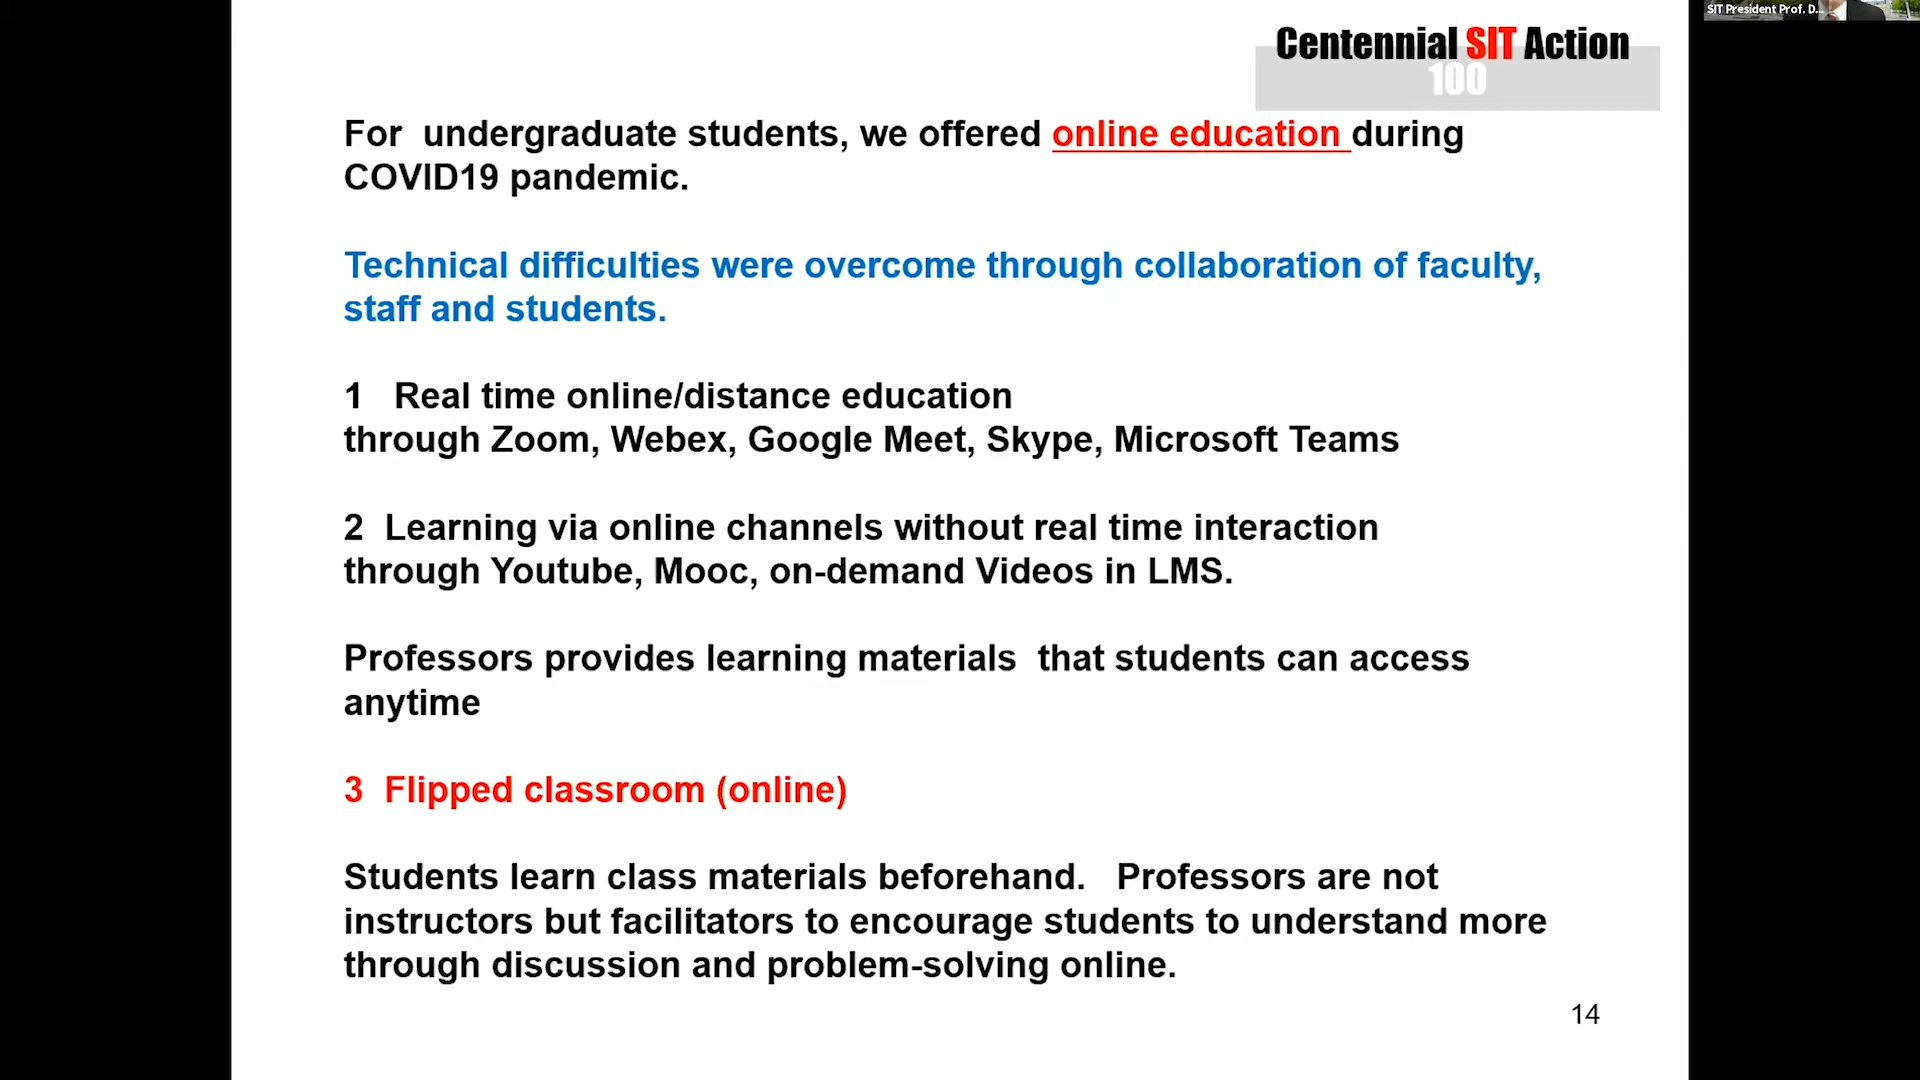 SIT President Prof. D...
Centennial SIT Action
100
For undergraduate students, we offered online education during
COVID19 pandemic.
Technical difficulties were overcome through collaboration of faculty,
staff and students.
1 Real time online/distance education
through Zoom, Webex, Google Meet, Skype, Microsoft Teams
2 Learning via online channels without real time interaction
through Youtube, Mooc, on-demand Videos in LMS.
Professors provides learning materials that students can access
anytime
3 Flipped classroom (online)
Students learn class materials beforehand. Professors are not
instructors but facilitators to encourage students to understand more
through discussion and problem-solving online.
14